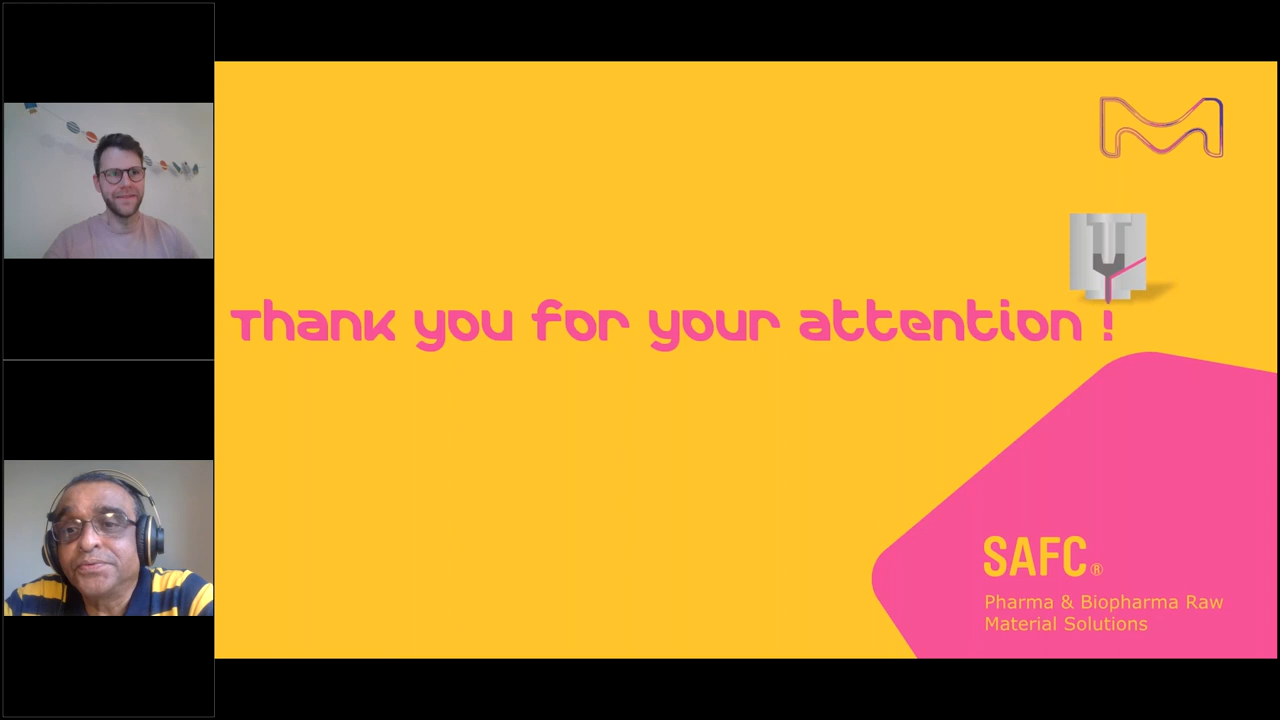 Thank you for your attention !
SAFC®
Pharma & Biopharma Raw
Material Solutions